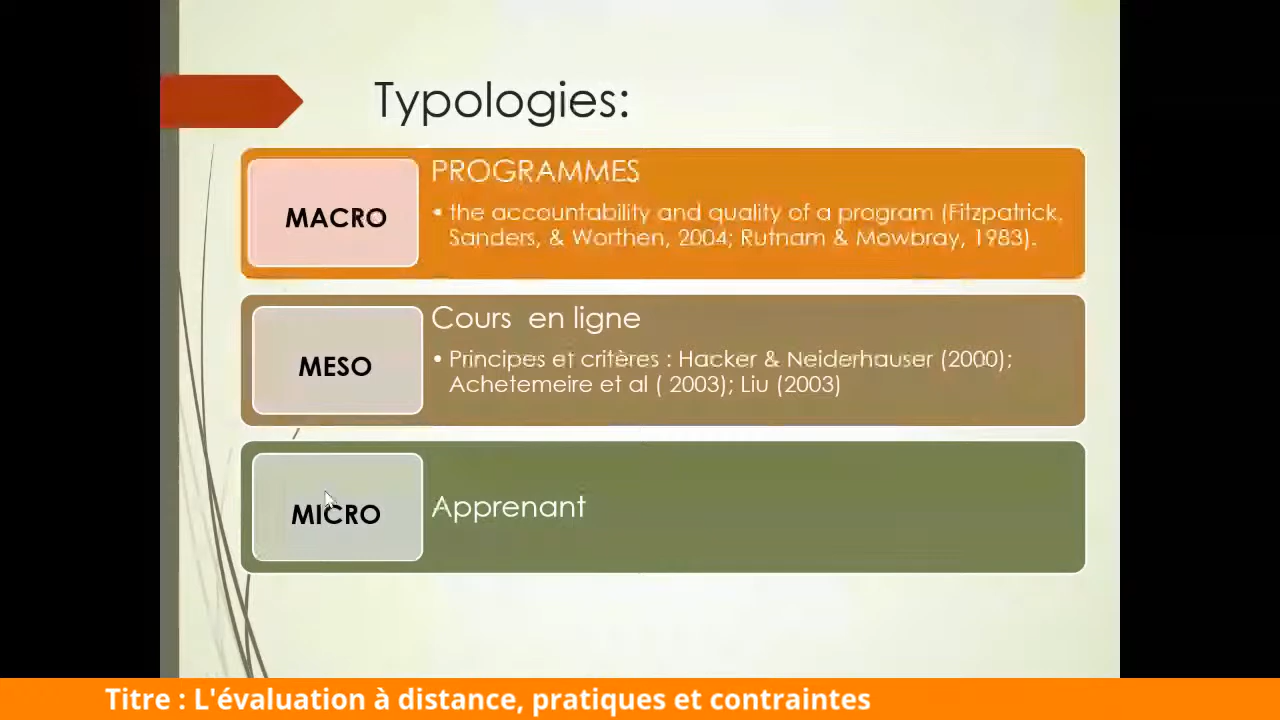 Typologies:
MACRO
PROGRAMMES
• the accountability and quality of a program (Fitzpatrick,
Sanders, & Worthen, 2004; Rutnam & Mowbray, 1983).
MESO
Cours en ligne
• Principes et critères : Hacker & Neiderhauser (2000);
Achetemeire et al ( 2003); Liu (2003)
MICRO
Apprenant
Titre : L'évaluation à distance, pratiques et contraintes